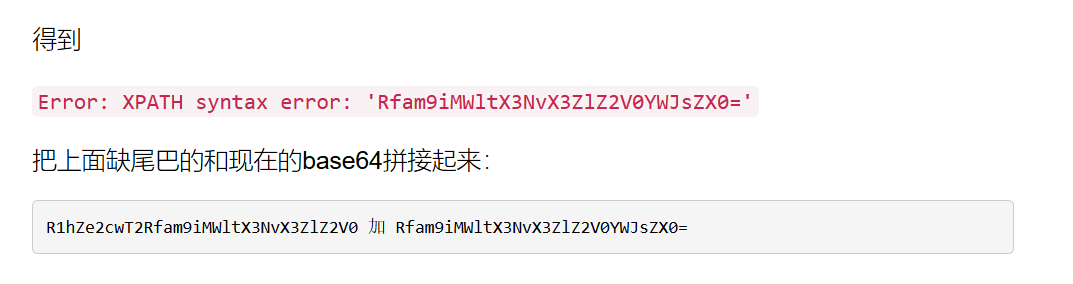 得到
Error: XPATH syntax error: 'Rfam9iMWltX3NvX3ZlZ2V0YWJsZX0='
把上面缺尾巴的和现在的base64拼接起来：
R1hZe2cwT2Rfam9iMWltX3NvX3ZlZ2V0 加 Rfam9iMWltX3NvX3ZlZ2V0YWJsZX0=